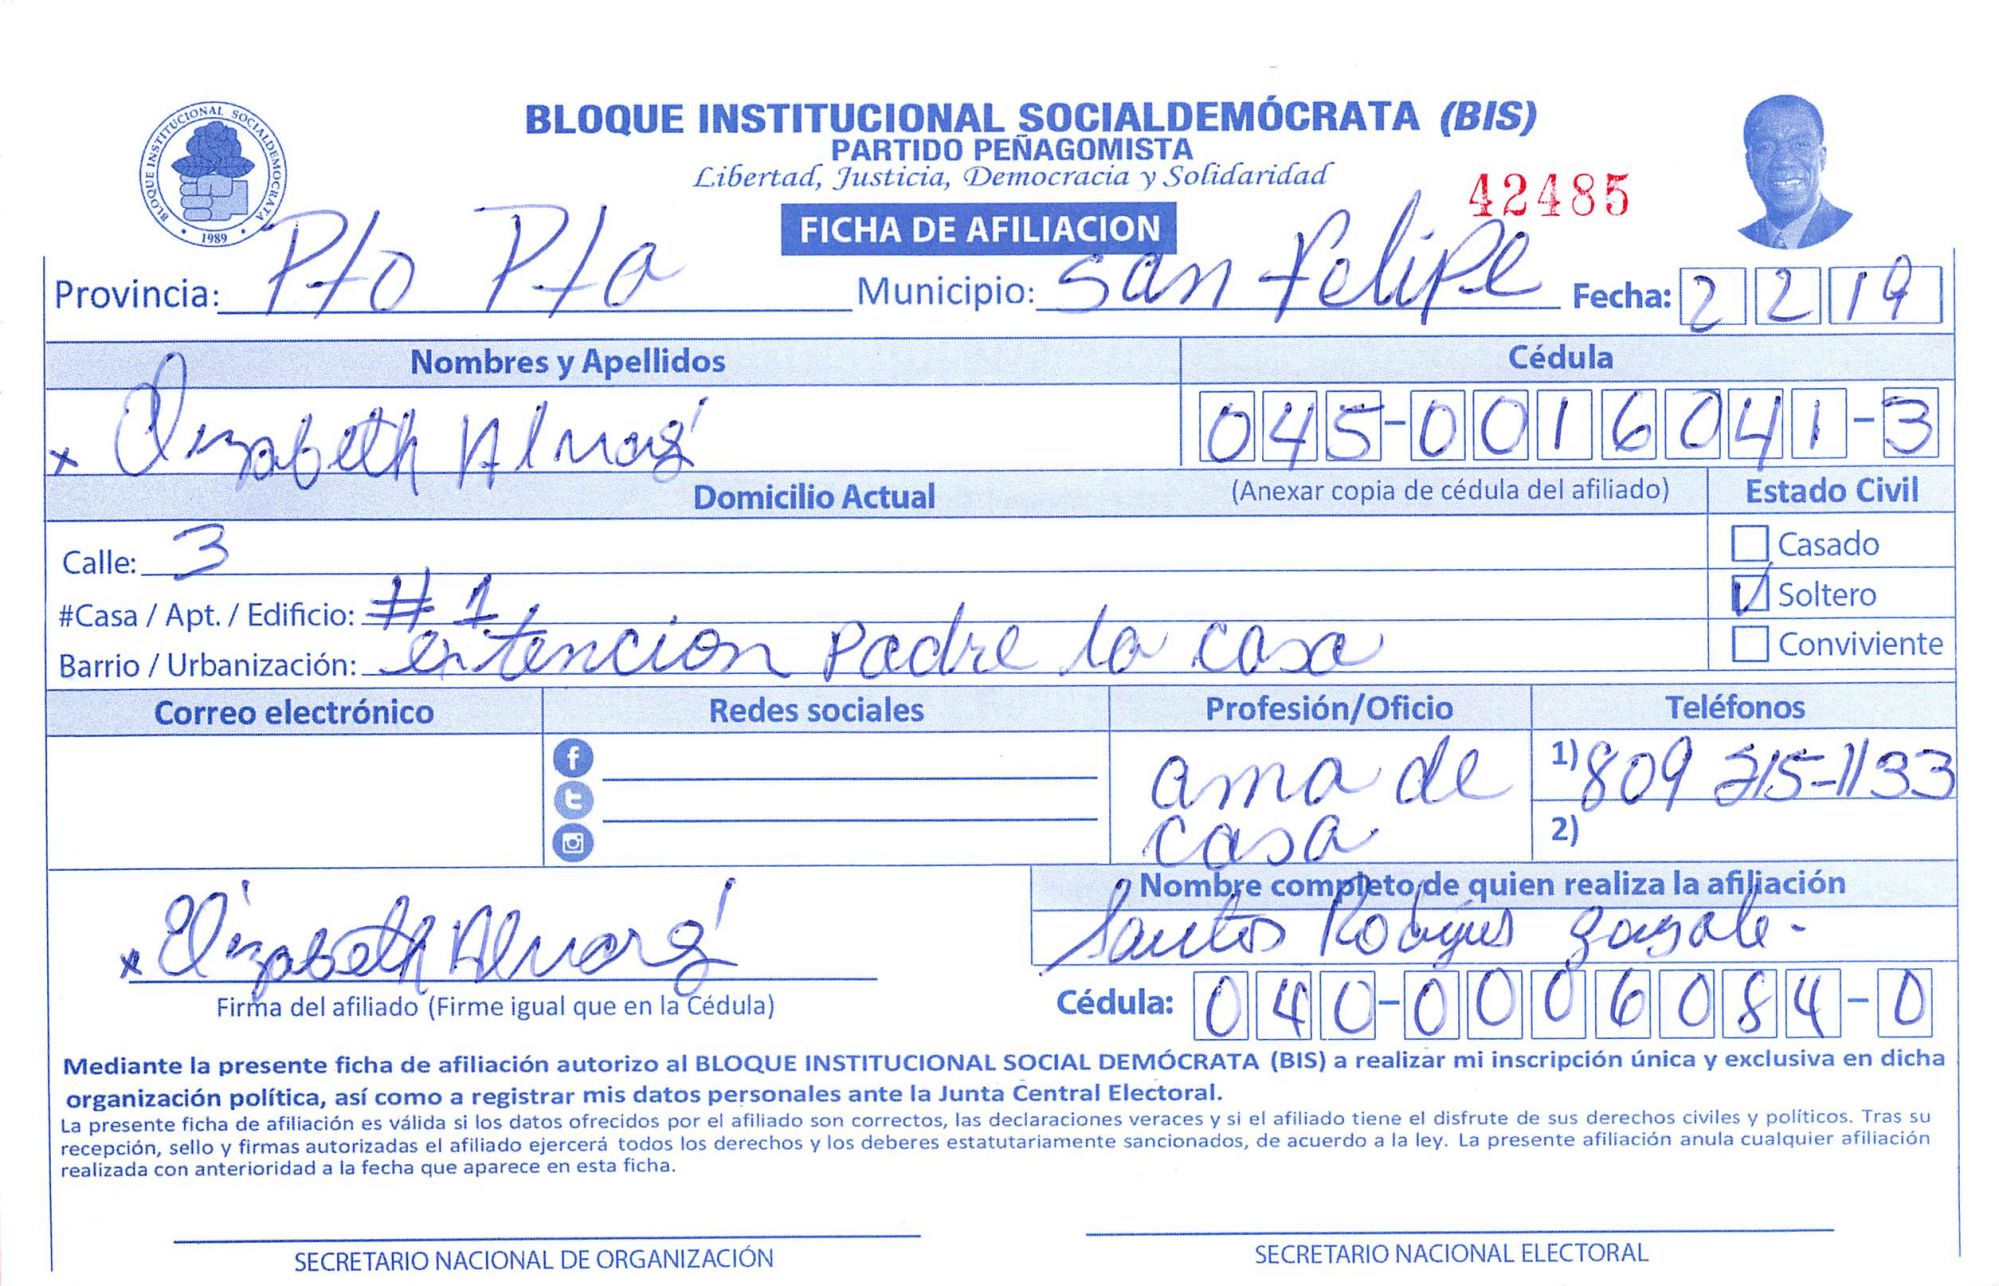 BLOQUE INSTITUCIONAL SOCIALDEMÓCRATA (BIS)
PARTIDO PEÑAGOMISTA
Libertad, Justicia, Democracia y Solidaridad
BLOQUE INSTITUCIONAL SOCIALDEMOCRATA
• 1989 •
42485
FICHA DE AFILIACION
Provincia: Pto Pta Municipio: San Felipe Fecha: 2 2 19
Nombres y Apellidos Cédula
x Elizabeth 045-0016041-3
Domicilio Actual (Anexar copia de cédula del afiliado) Estado Civil
Calle: 3 Casado
#Casa / Apt. / Edificio: #1 Soltero
Barrio / Urbanización: entencion Padre la casa Conviviente
Correo electrónico Redes sociales Profesión/Oficio Teléfonos
ama de 1) 809 215-1133
casa 2)
Nombre completo de quien realiza la afiliación
x Elizabeth Santos
Firma del afiliado (Firme igual que en la Cédula) Cédula: 040-0006084-0
Mediante la presente ficha de afiliación autorizo al BLOQUE INSTITUCIONAL SOCIAL DEMÓCRATA (BIS) a realizar mi inscripción única y exclusiva en dicha
organización política, así como a registrar mis datos personales ante la Junta Central Electoral.
La presente ficha de afiliación es válida si los datos ofrecidos por el afiliado son correctos, las declaraciones veraces y si el afiliado tiene el disfrute de sus derechos civiles y políticos. Tras su
recepción, sello y firmas autorizadas el afiliado ejercerá todos los derechos y los deberes estatutariamente sancionados, de acuerdo a la ley. La presente afiliación anula cualquier afiliación
realizada con anterioridad a la fecha que aparece en esta ficha.
SECRETARIO NACIONAL DE ORGANIZACIÓN SECRETARIO NACIONAL ELECTORAL